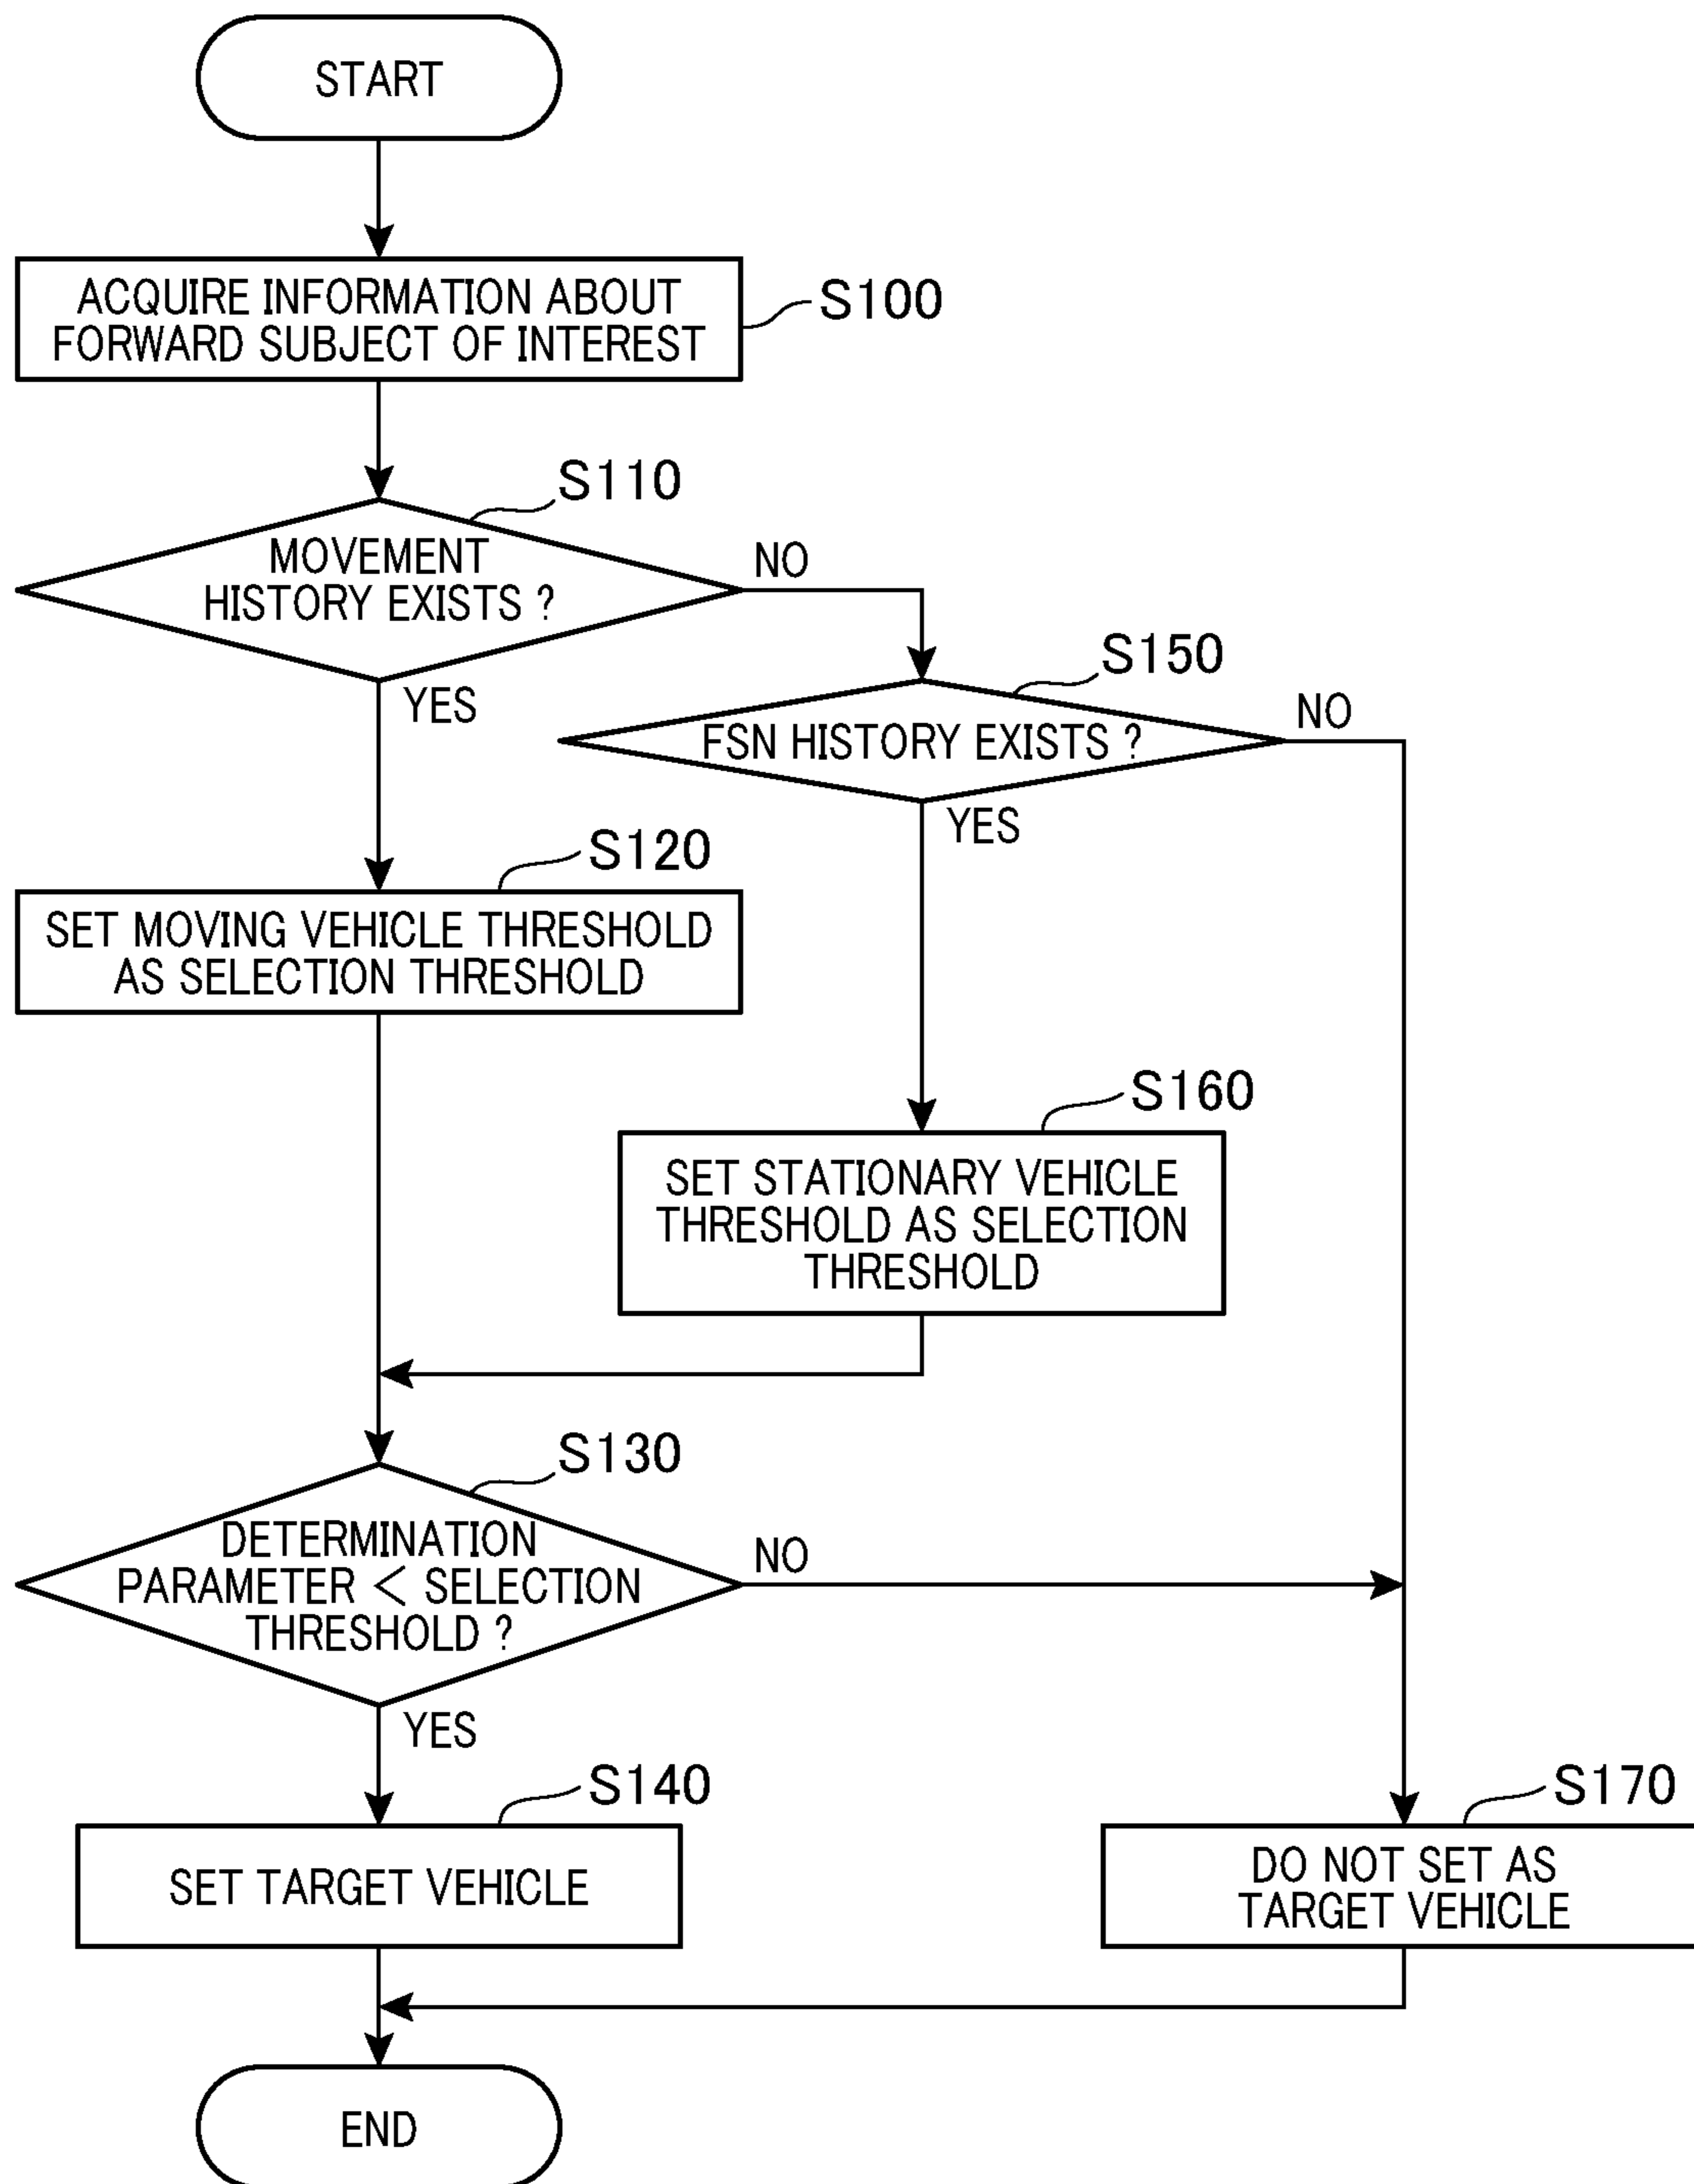 START
ACQUIRE INFORMATION ABOUT
FORWARD SUBJECT OF INTEREST
S100
S110
MOVEMENT
HISTORY EXISTS ?
NO
YES
S150
FSN HISTORY EXISTS ?
NO
YES
S120
SET MOVING VEHICLE THRESHOLD
AS SELECTION THRESHOLD
S160
SET STATIONARY VEHICLE
THRESHOLD AS SELECTION
THRESHOLD
S130
DETERMINATION
PARAMETER < SELECTION
THRESHOLD ?
NO
YES
S140
SET TARGET VEHICLE
S170
DO NOT SET AS
TARGET VEHICLE
END